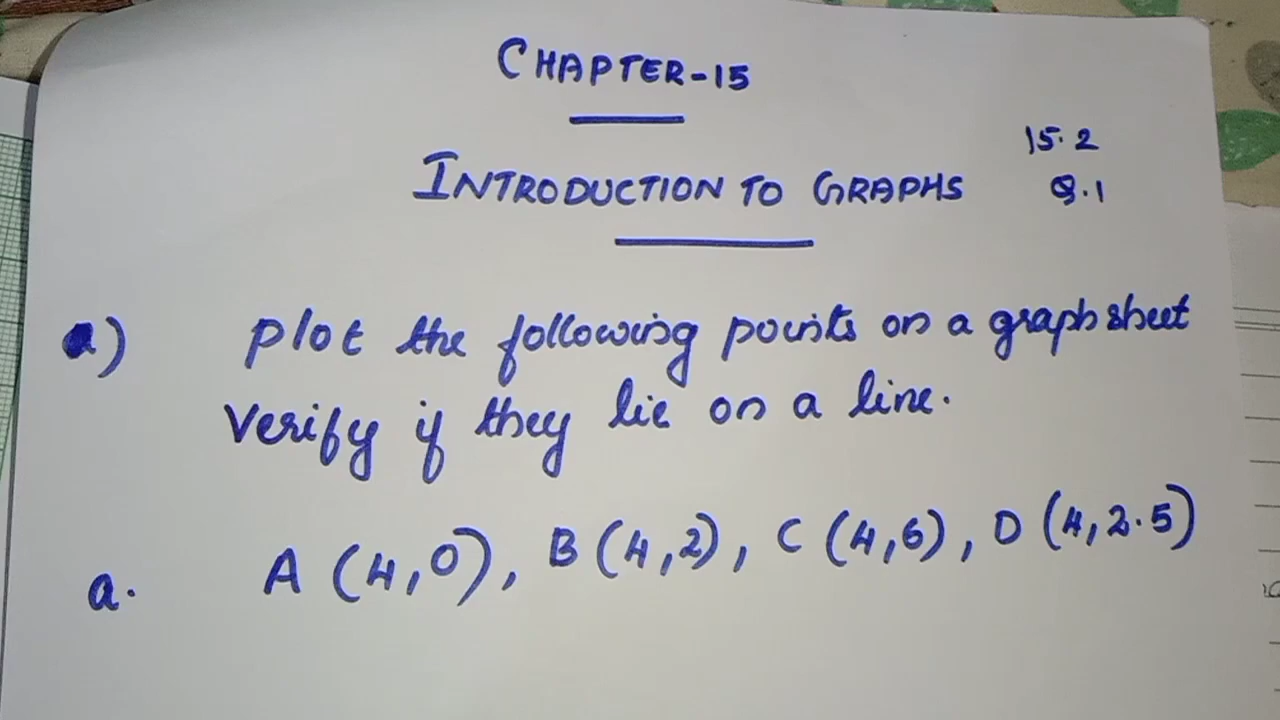 CHAPTER-15
15.2
INTRODUCTION TO GRAPHS
Q.1
a) Plot the following points on a graph sheet
Verify if they lie on a line.
a. A (4,0), B (4,2), C (4,6), D (4,2.5)